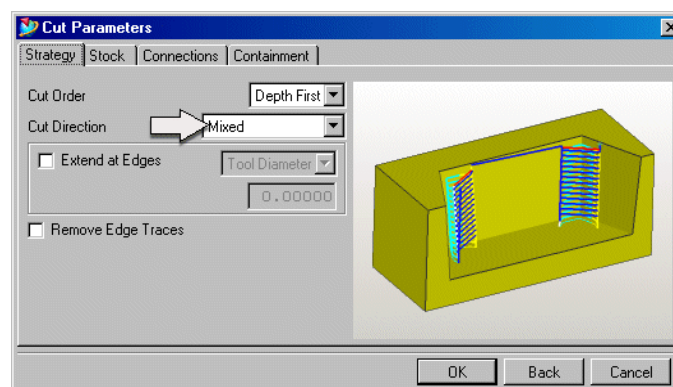 Cut Parameters
Strategy Stock Connections Containment
Cut Order Depth First
Cut Direction Mixed
Extend at Edges Tool Diameter
0.00000
Remove Edge Traces
OK Back Cancel